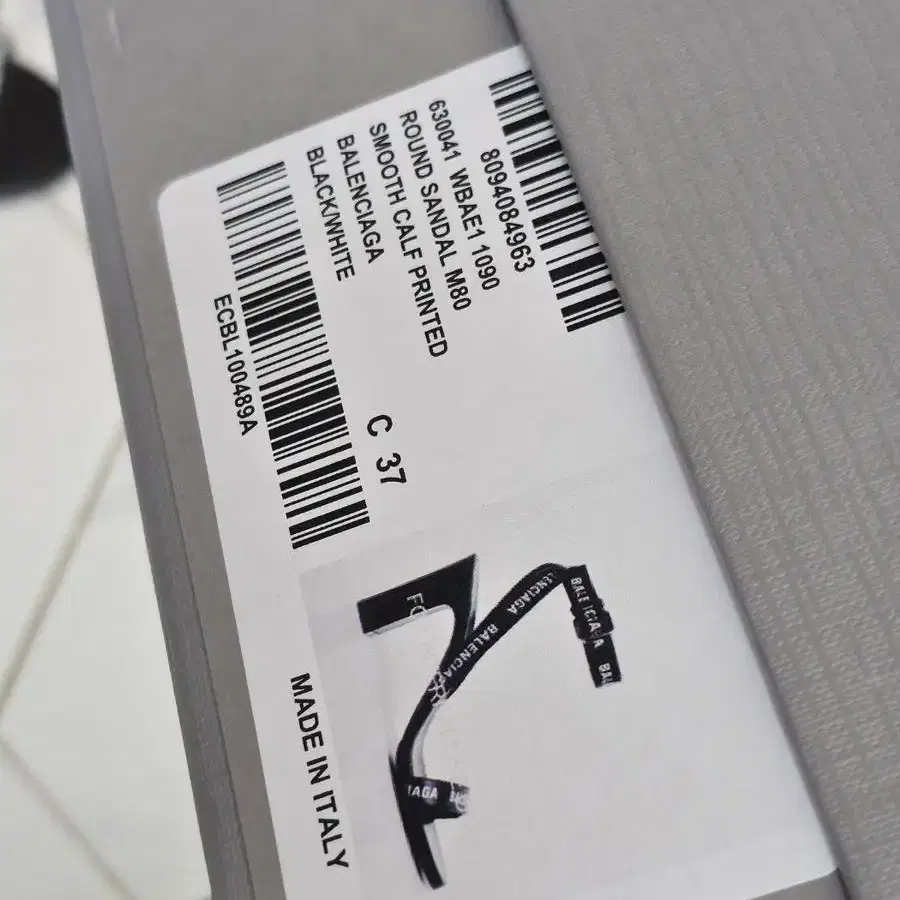 8094084963
630041 WBAE1 1090
ROUND SANDAL M80
SMOOTH CALF PRINTED
BALENCIAGA
BLACK/WHITE
C 37
ECBL100489A
BALENCIAGA
BALENCIAGA
MADE IN ITALY